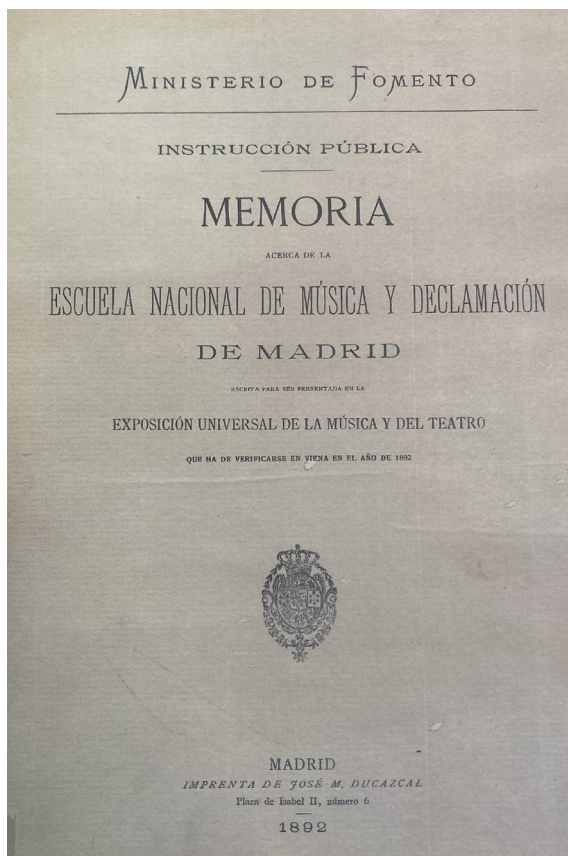 MINISTERIO DE FOMENTO
INSTRUCCIÓN PÚBLICA
MEMORIA
ACERCA DE LA
ESCUELA NACIONAL DE MÚSICA Y DECLAMACIÓN
DE MADRID
ESCRITA PARA SER PRESENTADA EN LA
EXPOSICIÓN UNIVERSAL DE LA MÚSICA Y DEL TEATRO
QUE HA DE VERIFICARSE EN VIENA EN EL AÑO DE 1892
MADRID
IMPRENTA DE JOSÉ M. DUCAZCAL
Plaza de Isabel II, número 6
1892